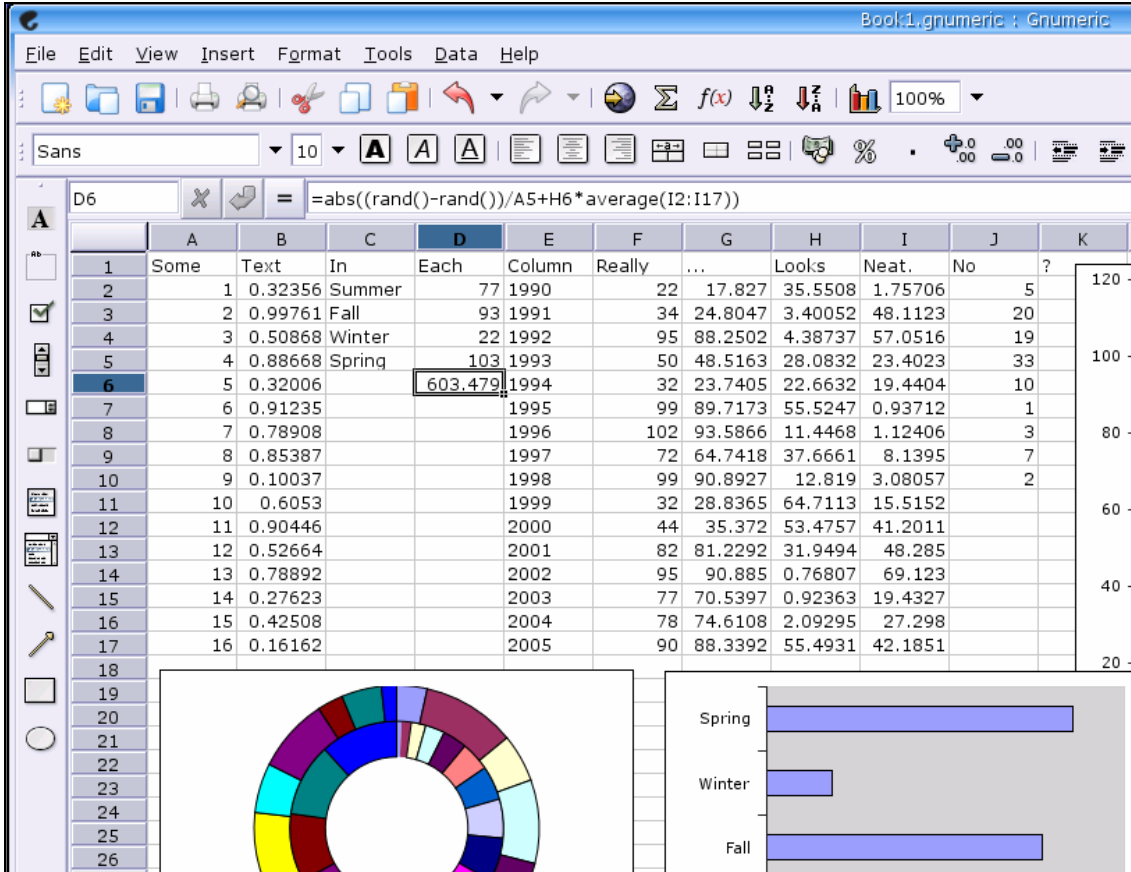 Book1.gnumeric : Gnumeric
File Edit View Insert Format Tools Data Help
f(x) 100%
Sans 10 A A A
D6 = =abs((rand()-rand())/A5+H6*average(I2:I17))
A B C D E F G H I J K
1 Some Text In Each Column Really ... Looks Neat. No ?
2 1 0.32356 Summer 77 1990 22 17.827 35.5508 1.75706 5
3 2 0.99761 Fall 93 1991 34 24.8047 3.40052 48.1123 20
4 3 0.50868 Winter 22 1992 95 88.2502 4.38737 57.0516 19
5 4 0.88668 Spring 103 1993 50 48.5163 28.0832 23.4023 33
6 5 0.32006 603.479 1994 32 23.7405 22.6632 19.4404 10
7 6 0.91235 1995 99 89.7173 55.5247 0.93712 1
8 7 0.78908 1996 102 93.5866 11.4468 1.12406 3
9 8 0.85387 1997 72 64.7418 37.6661 8.1395 7
10 9 0.10037 1998 99 90.8927 12.819 3.08057 2
11 10 0.6053 1999 32 28.8365 64.7113 15.5152
12 11 0.90446 2000 44 35.372 53.4757 41.2011
13 12 0.52664 2001 82 81.2292 31.9494 48.285
14 13 0.78892 2002 95 90.885 0.76807 69.123
15 14 0.27623 2003 77 70.5397 0.92363 19.4327
16 15 0.42508 2004 78 74.6108 2.09295 27.298
17 16 0.16162 2005 90 88.3392 55.4931 42.1851
18
19
20
21
22
23
24
25
26
120
100
80
60
40
20
Spring
Winter
Fall